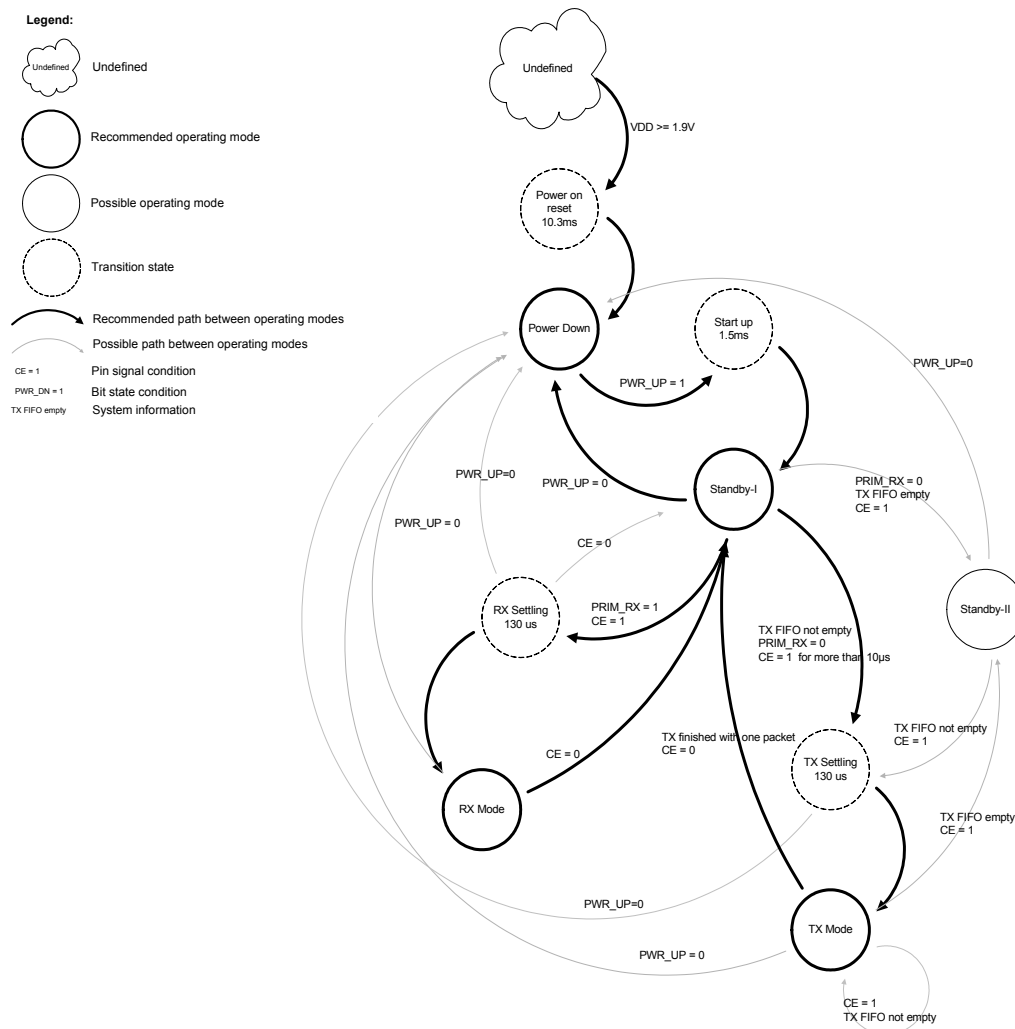 Legend:
Undefined
Undefined
Recommended operating mode
Possible operating mode
Transition state
Recommended path between operating modes
Possible path between operating modes
CE = 1
Pin signal condition
PWR_DN = 1
Bit state condition
TX FIFO empty
System information
Undefined
VDD >= 1.9V
Power on
reset
10.3ms
Power Down
Start up
1.5ms
PWR_UP=0
PWR_UP = 1
PWR_UP=0
PWR_UP = 0
Standby-I
PRIM_RX = 0
TX FIFO empty
CE = 1
PWR_UP = 0
CE = 0
RX Settling
130 us
PRIM_RX = 1
CE = 1
Standby-II
TX FIFO not empty
PRIM_RX = 0
CE = 1  for more than 10µs
TX FIFO not empty
CE = 1
TX finished with one packet
CE = 0
CE = 0
TX Settling
130 us
RX Mode
TX FIFO empty
CE = 1
PWR_UP=0
TX Mode
PWR_UP = 0
CE = 1
TX FIFO not empty